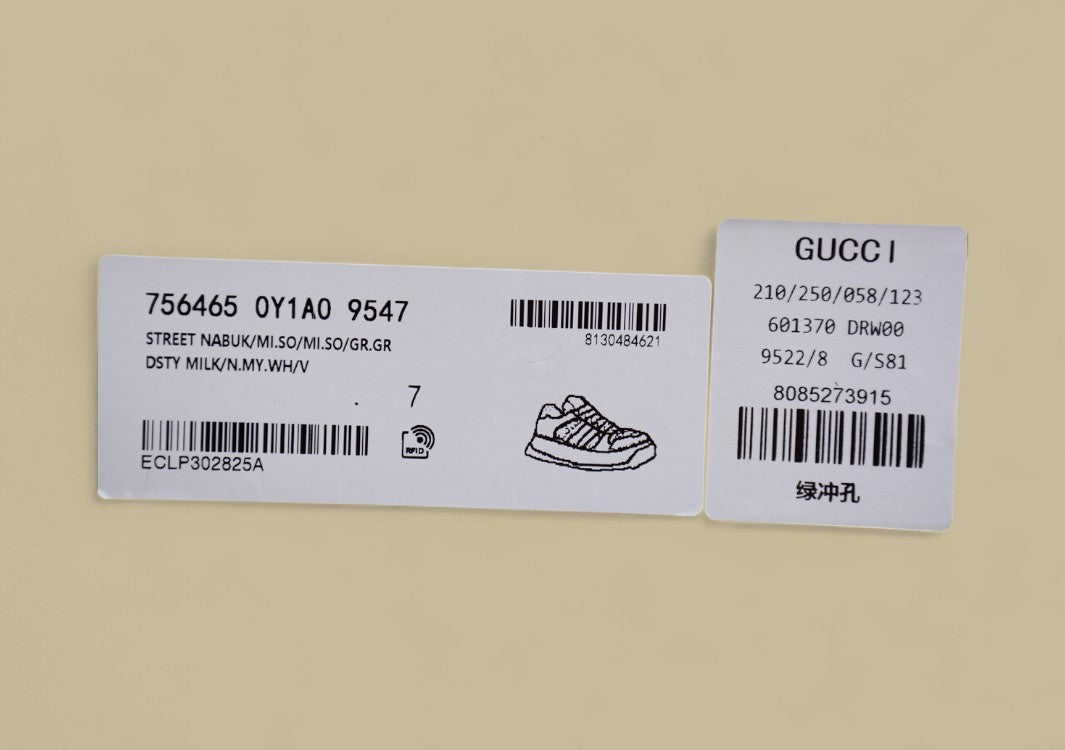 756465 0Y1A0 9547
STREET NABUK/MI.SO/MI.SO/GR.GR
DSTY MILK/N.MY.WH/V
7
ECLP302825A
RFID
8130484621
GUCCI
210/250/058/123
601370 DRW00
9522/8 G/S81
8085273915
绿冲孔